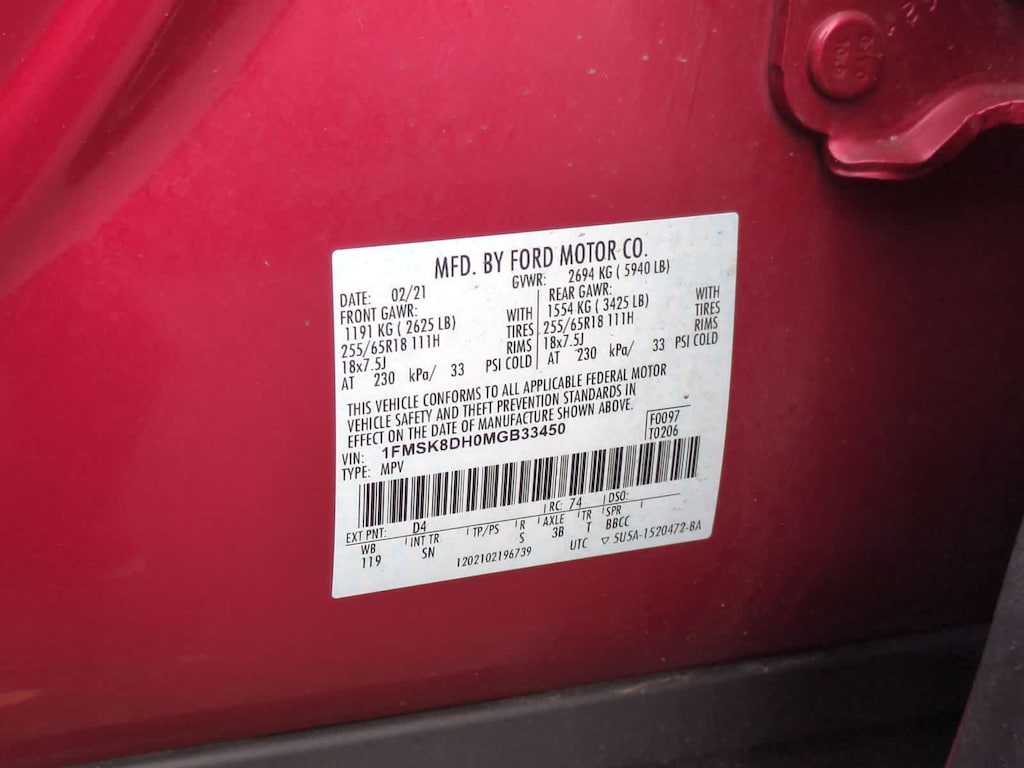 MFD. BY FORD MOTOR CO.
DATE: 02/21 GVWR: 2694 KG ( 5940 LB)
FRONT GAWR: REAR GAWR:
1191 KG ( 2625 LB) WITH 1554 KG ( 3425 LB) WITH
255/65R18 111H TIRES 255/65R18 111H TIRES
18x7.5J RIMS 18x7.5J RIMS
AT 230 kPa/ 33 PSI COLD AT 230 kPa/ 33 PSI COLD
THIS VEHICLE CONFORMS TO ALL APPLICABLE FEDERAL MOTOR
VEHICLE SAFETY AND THEFT PREVENTION STANDARDS IN
EFFECT ON THE DATE OF MANUFACTURE SHOWN ABOVE.
VIN: 1FMSK8DH0MGB33450 F0097
TYPE: MPV T0206
EXT PNT: D4 RC: 74 DSO:
WB INT TR TP/PS R AXLE TR SPR
119 SN S 3B T BBCC
1202102196739 UTC ▽ SU5A-1520472-BA